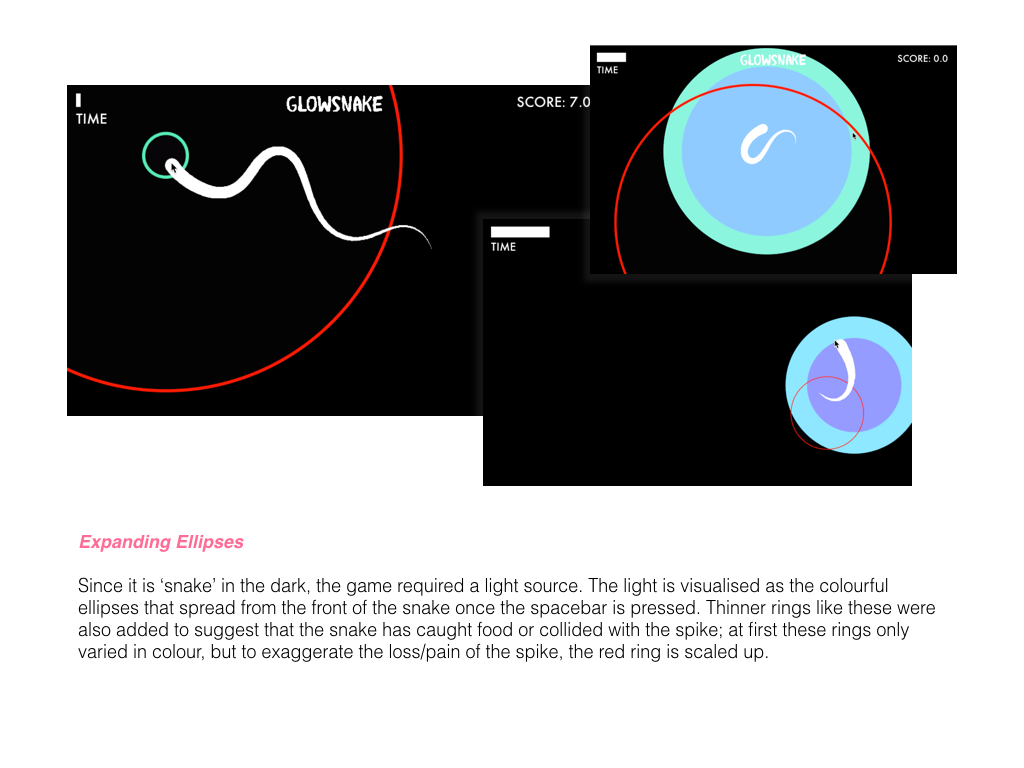 TIME
GLOWSNAKE
SCORE: 7.0
TIME
GLOWSNAKE
SCORE: 0.0
TIME
Expanding Ellipses
Since it is ‘snake’ in the dark, the game required a light source. The light is visualised as the colourful
ellipses that spread from the front of the snake once the spacebar is pressed. Thinner rings like these were
also added to suggest that the snake has caught food or collided with the spike; at first these rings only
varied in colour, but to exaggerate the loss/pain of the spike, the red ring is scaled up.